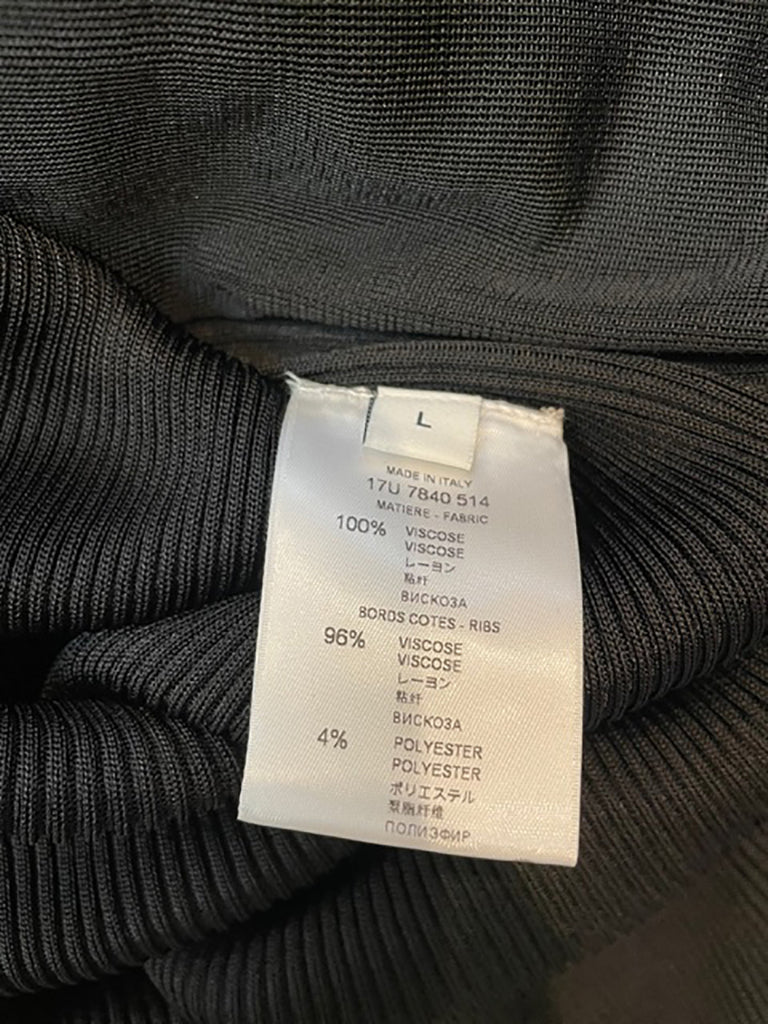 L
MADE IN ITALY
17U 7840 514
MATIERE - FABRIC
100% VISCOSE
VISCOSE
レーヨン
粘纤
ВИСКОЗА
BORDS COTES - RIBS
96% VISCOSE
VISCOSE
レーヨン
粘纤
ВИСКОЗА
4% POLYESTER
POLYESTER
ポリエステル
聚脂纤维
ПОЛИЭФИР